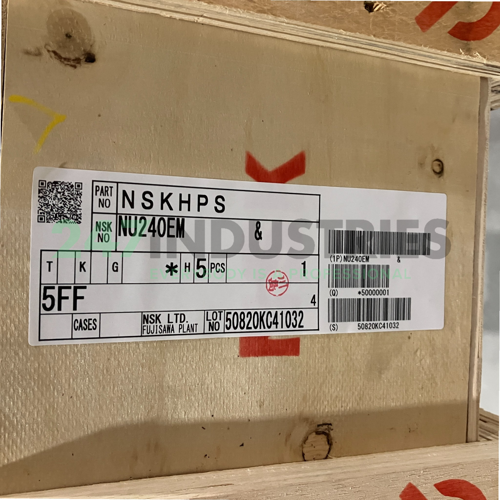 PART NO NSKHPS
NSK NO NU240EM &
T K G * H 5 PCS 1
5FF 4
CASES NSK LTD. FUJISAWA PLANT LOT NO 50820KC41032
(1P) NU240EM &
(Q) *50000001
(S) 50820KC41032
247 INDUSTRIES